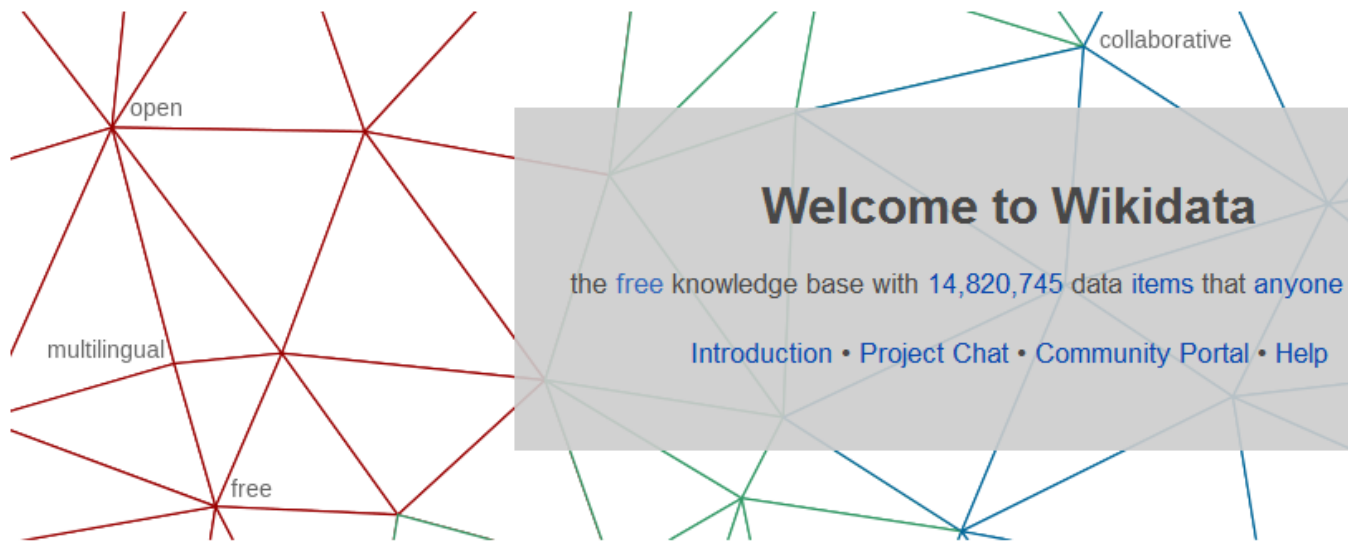 collaborative
open
Welcome to Wikidata
the free knowledge base with 14,820,745 data items that anyone
Introduction • Project Chat • Community Portal • Help
multilingual
free